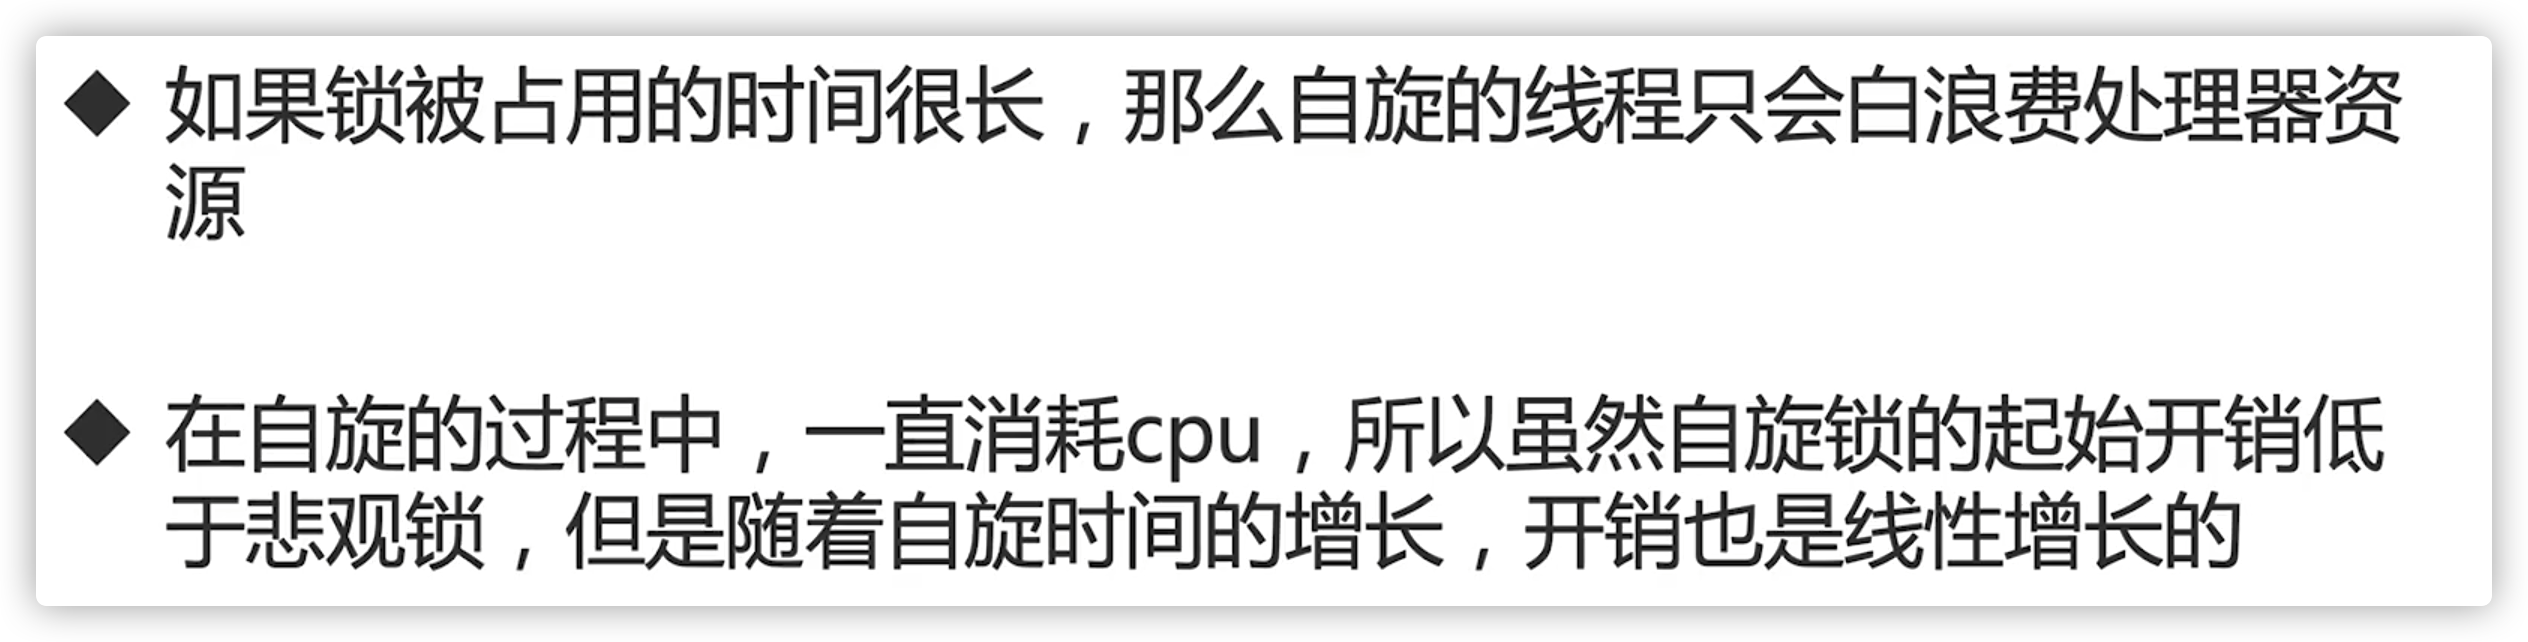 ◆ 如果锁被占用的时间很长，那么自旋的线程只会白浪费处理器资
源
◆ 在自旋的过程中，一直消耗cpu，所以虽然自旋锁的起始开销低
于悲观锁，但是随着自旋时间的增长，开销也是线性增长的